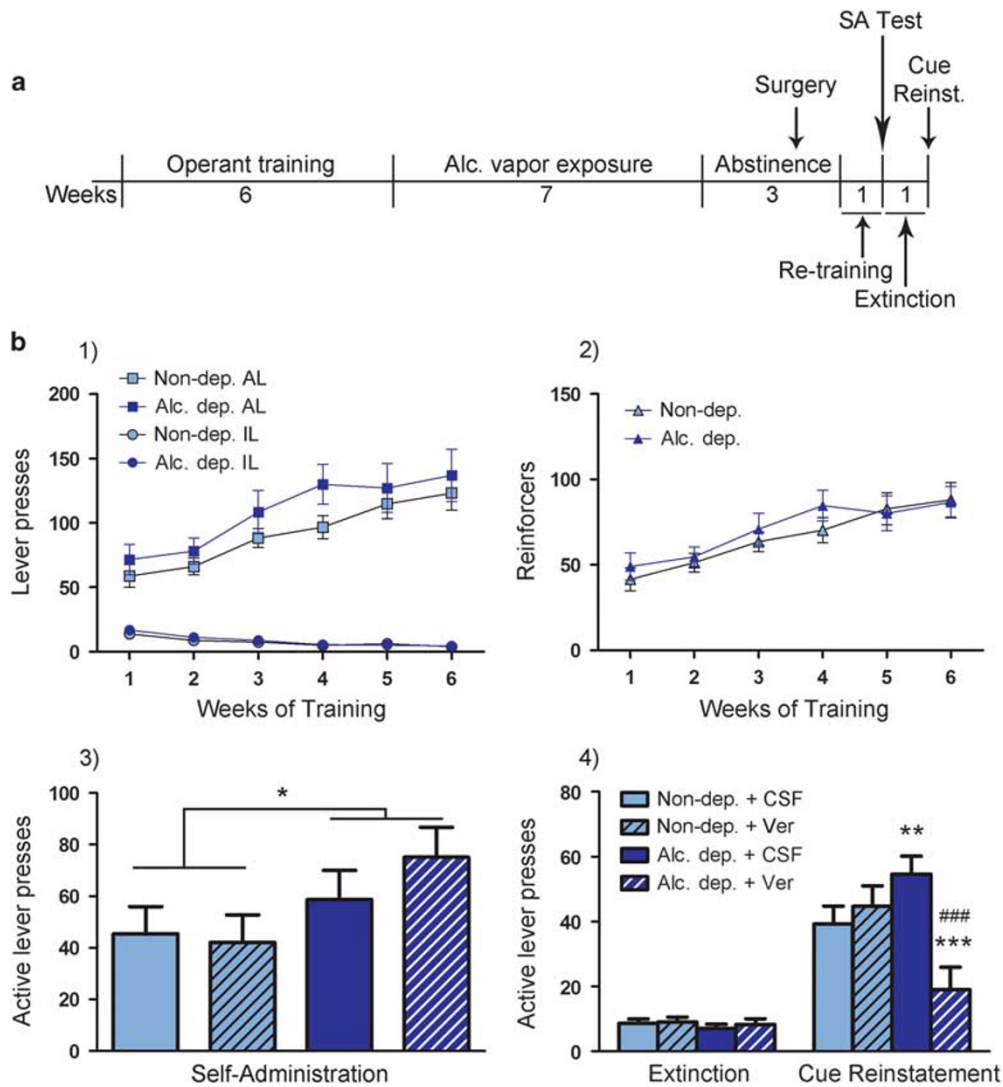 a
SA Test
Surgery
Cue
Reinst.
Operant training
Alc. vapor exposure
Abstinence
Weeks
6
7
3
1
1
Re-training
Extinction
b
1)
Non-dep. AL
Alc. dep. AL
Non-dep. IL
Alc. dep. IL
Lever presses
200
150
100
50
0
1 2 3 4 5 6
Weeks of Training
2)
Non-dep.
Alc. dep.
Reinforcers
150
100
50
0
1 2 3 4 5 6
Weeks of Training
3)
*
Active lever presses
100
80
60
40
20
0
Self-Administration
4)
Non-dep. + CSF
Non-dep. + Ver
Alc. dep. + CSF
Alc. dep. + Ver
**
###
***
Active lever presses
80
60
40
20
0
Extinction
Cue Reinstatement